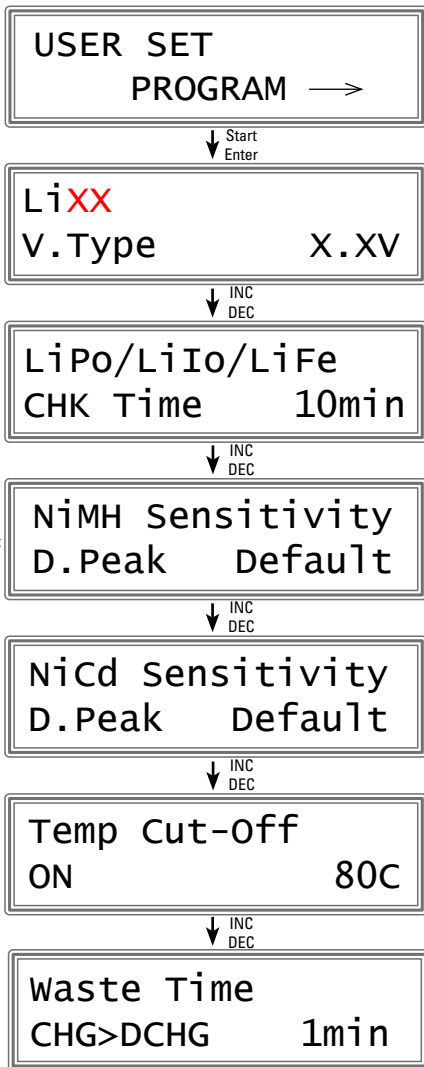 USER SET
PROGRAM →
Start
Enter
LiXX
V.Type X.XV
INC
DEC
LiPo/LiIo/LiFe
CHK Time 10min
INC
DEC
NiMH Sensitivity
D.Peak Default
INC
DEC
NiCd Sensitivity
D.Peak Default
INC
DEC
Temp Cut-Off
ON 80C
INC
DEC
Waste Time
CHG>DCHG 1min